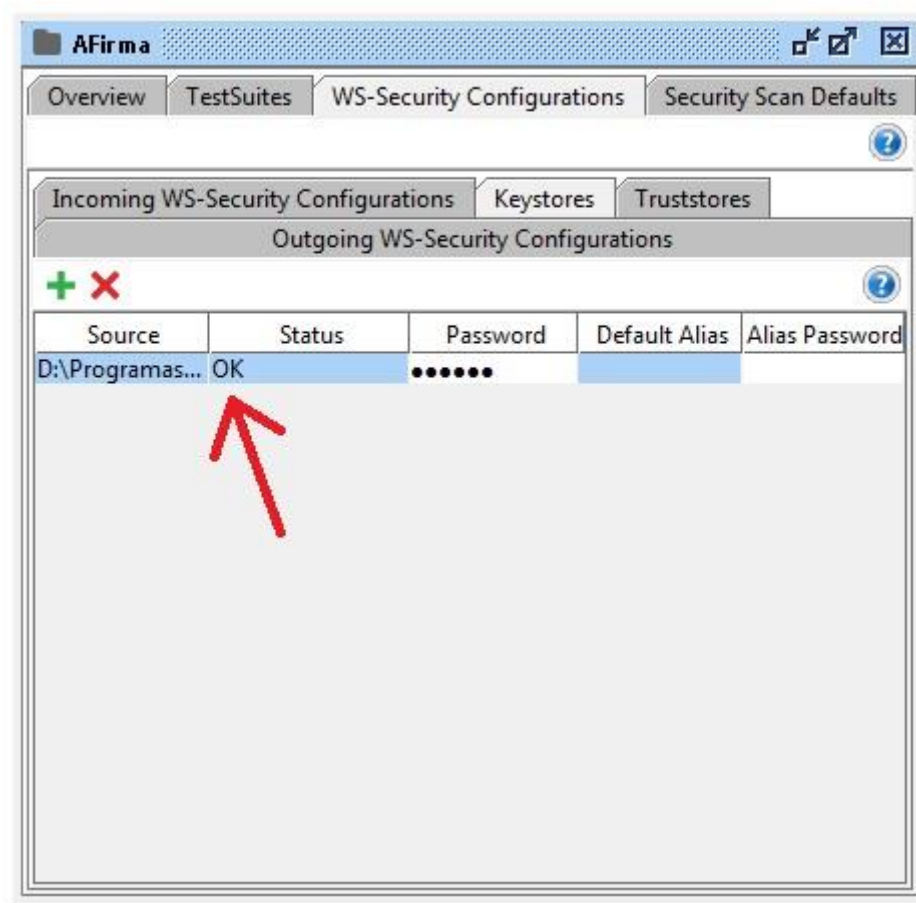 AFirma
Overview TestSuites WS-Security Configurations Security Scan Defaults
Incoming WS-Security Configurations Keystores Truststores
Outgoing WS-Security Configurations
Source Status Password Default Alias Alias Password
D:\Programas... OK ●●●●●●